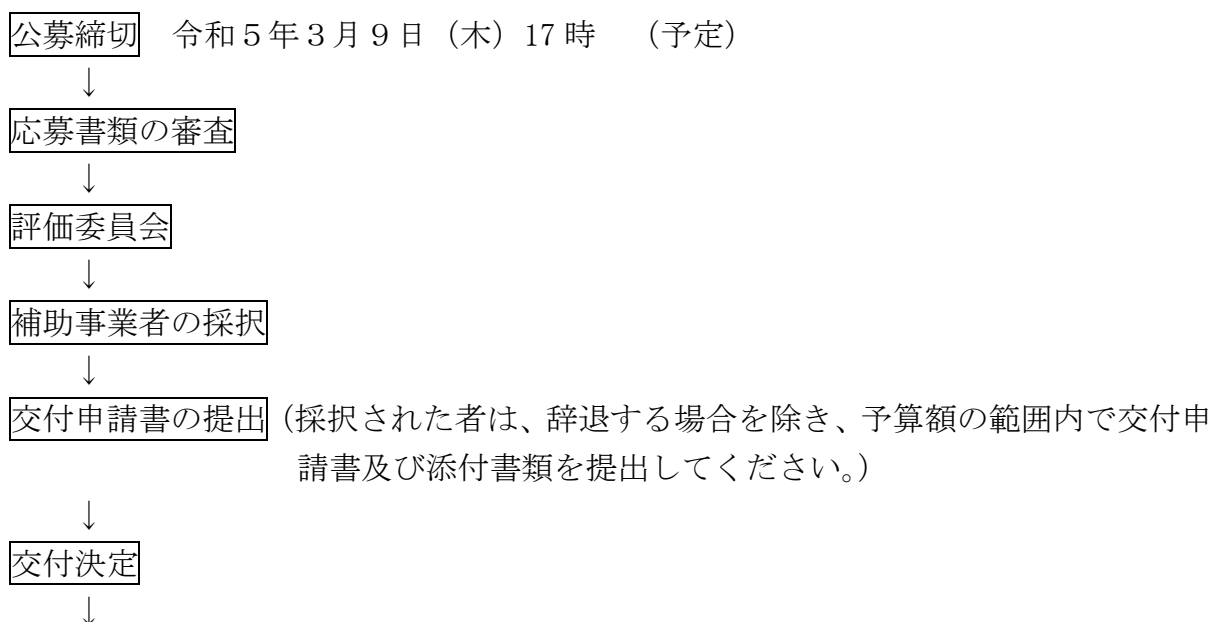 公募締切　令和５年３月９日（木）17時　（予定）
↓
応募書類の審査
↓
評価委員会
↓
補助事業者の採択
↓
交付申請書の提出（採択された者は、辞退する場合を除き、予算額の範囲内で交付申
請書及び添付書類を提出してください。）
↓
交付決定
↓